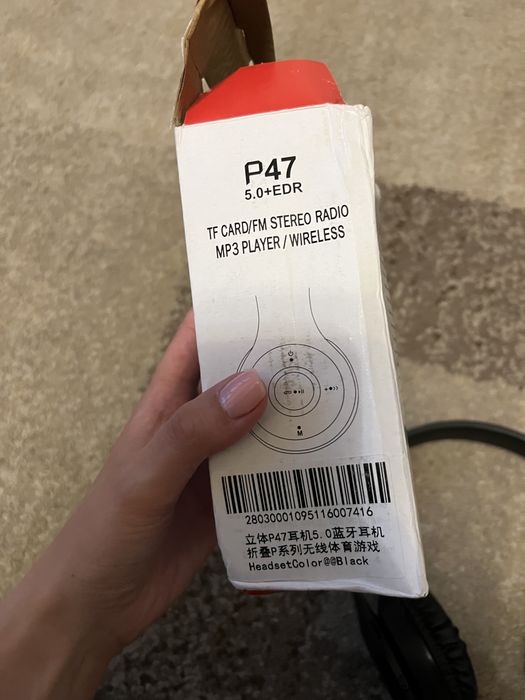 P47
5.0+EDR
TF CARD/FM STEREO RADIO
MP3 PLAYER / WIRELESS
M
28030001095116007416
立体P47耳机5.0蓝牙耳机
折叠P系列无线体育游戏
HeadsetColor@@Black